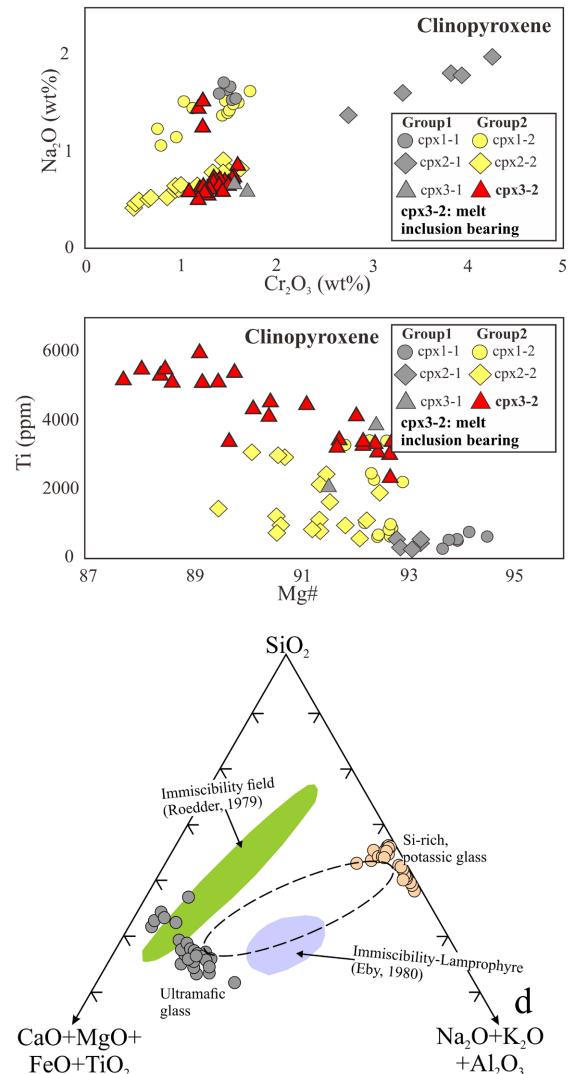 Clinopyroxene
2
1
0
Na₂O (wt%)
Group1 Group2
cpx1-1 cpx1-2
cpx2-1 cpx2-2
cpx3-1 cpx3-2
cpx3-2: melt
inclusion bearing
0 1 2 3 4 5
Cr₂O₃ (wt%)
Clinopyroxene
6000
4000
2000
0
Ti (ppm)
Group1 Group2
cpx1-1 cpx1-2
cpx2-1 cpx2-2
cpx3-1 cpx3-2
cpx3-2: melt
inclusion bearing
87 89 91 93 95
Mg#
SiO₂
Immiscibility field
(Roedder, 1979)
Si-rich,
potassic glass
Immiscibility-Lamprophyre
(Eby, 1980)
Ultramafic
glass
d
CaO+MgO+
FeO+TiO₂
Na₂O+K₂O
+Al₂O₃